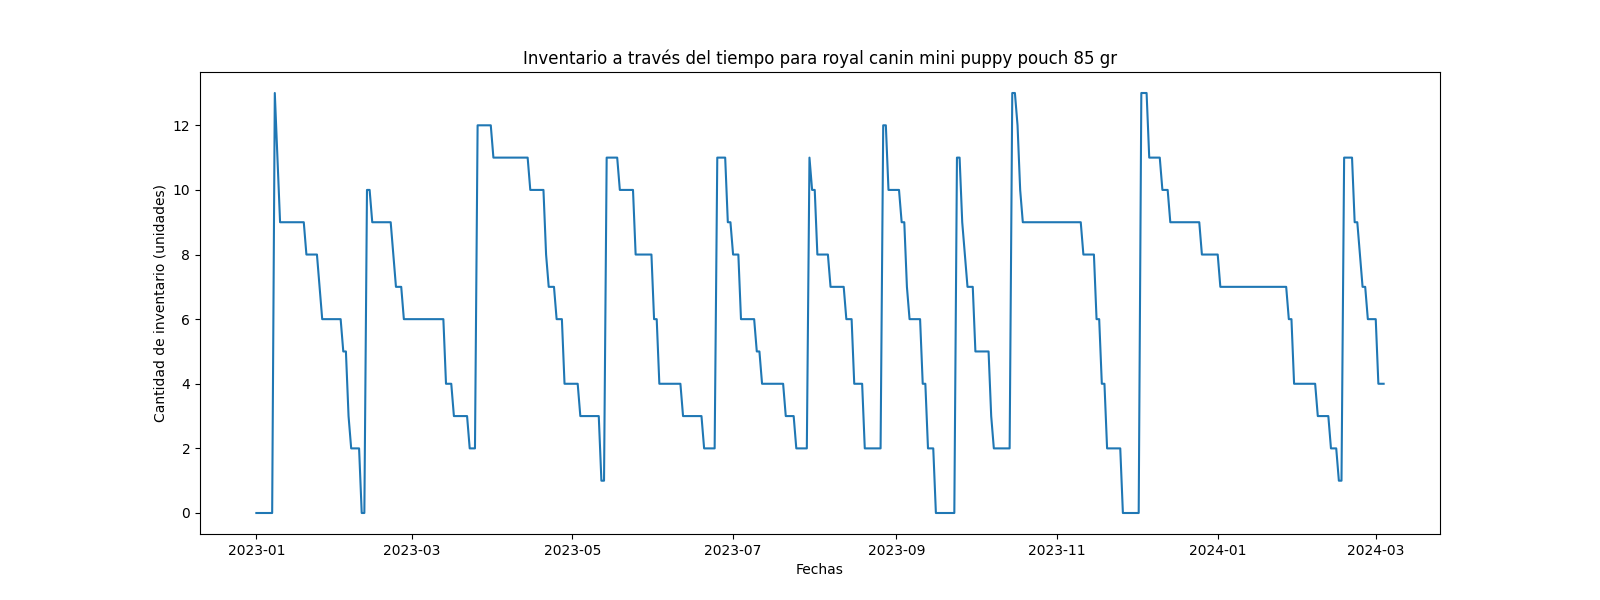 Inventario a través del tiempo para royal canin mini puppy pouch 85 gr
Cantidad de inventario (unidades)
12
10
8
6
4
2
0
2023-01 2023-03 2023-05 2023-07 2023-09 2023-11 2024-01 2024-03
Fechas